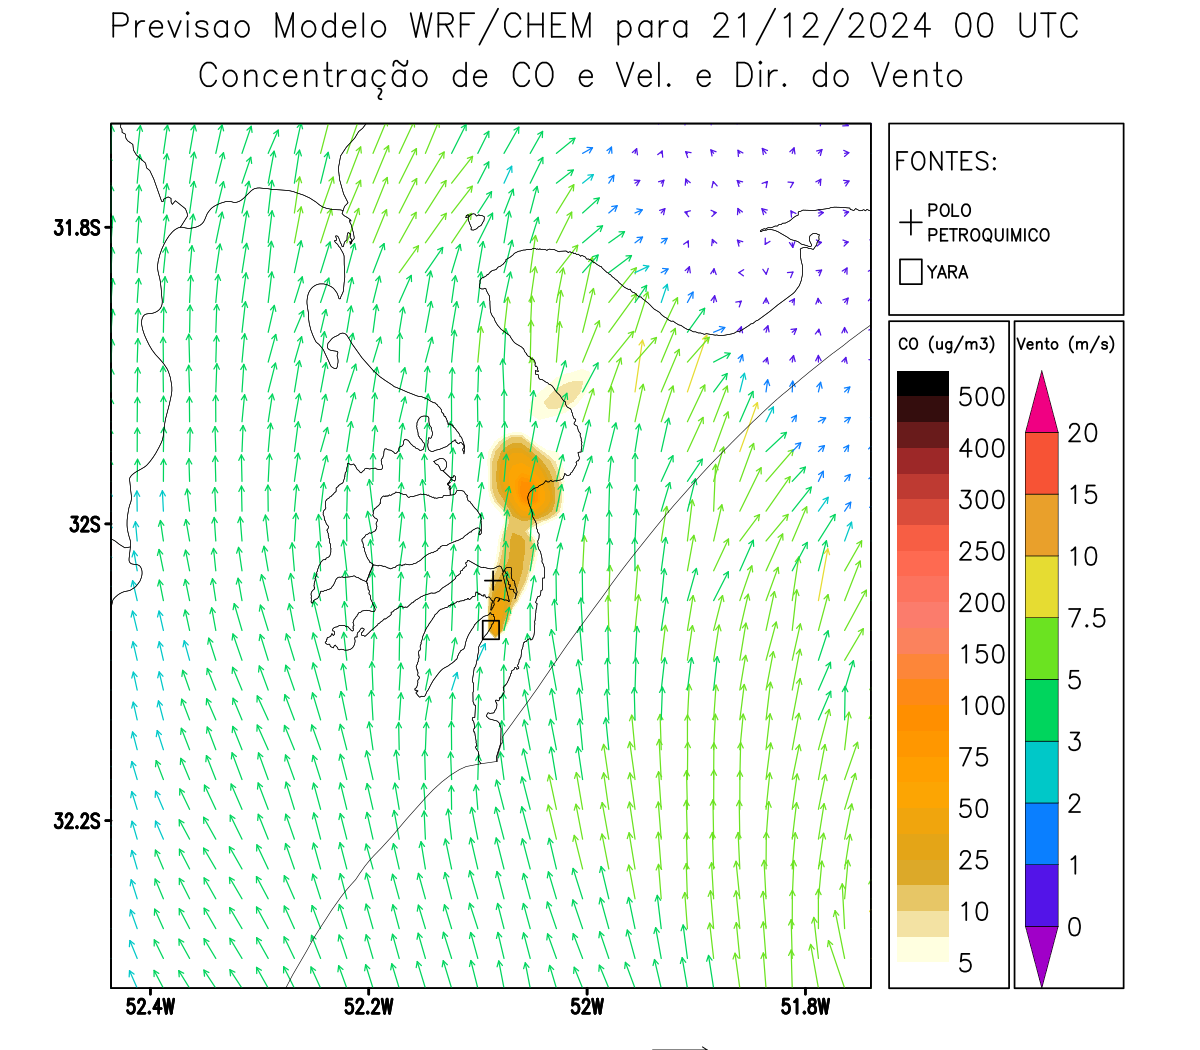 Previsao Modelo WRF/CHEM para 21/12/2024 00 UTC
Concentração de CO e Vel. e Dir. do Vento
FONTES:
POLO
PETROQUIMICO
YARA
CO (ug/m3)
500
400
300
250
200
150
100
75
50
25
10
5
Vento (m/s)
20
15
10
7.5
5
3
2
1
0
31.8S
32S
32.2S
52.4W
52.2W
52W
51.8W